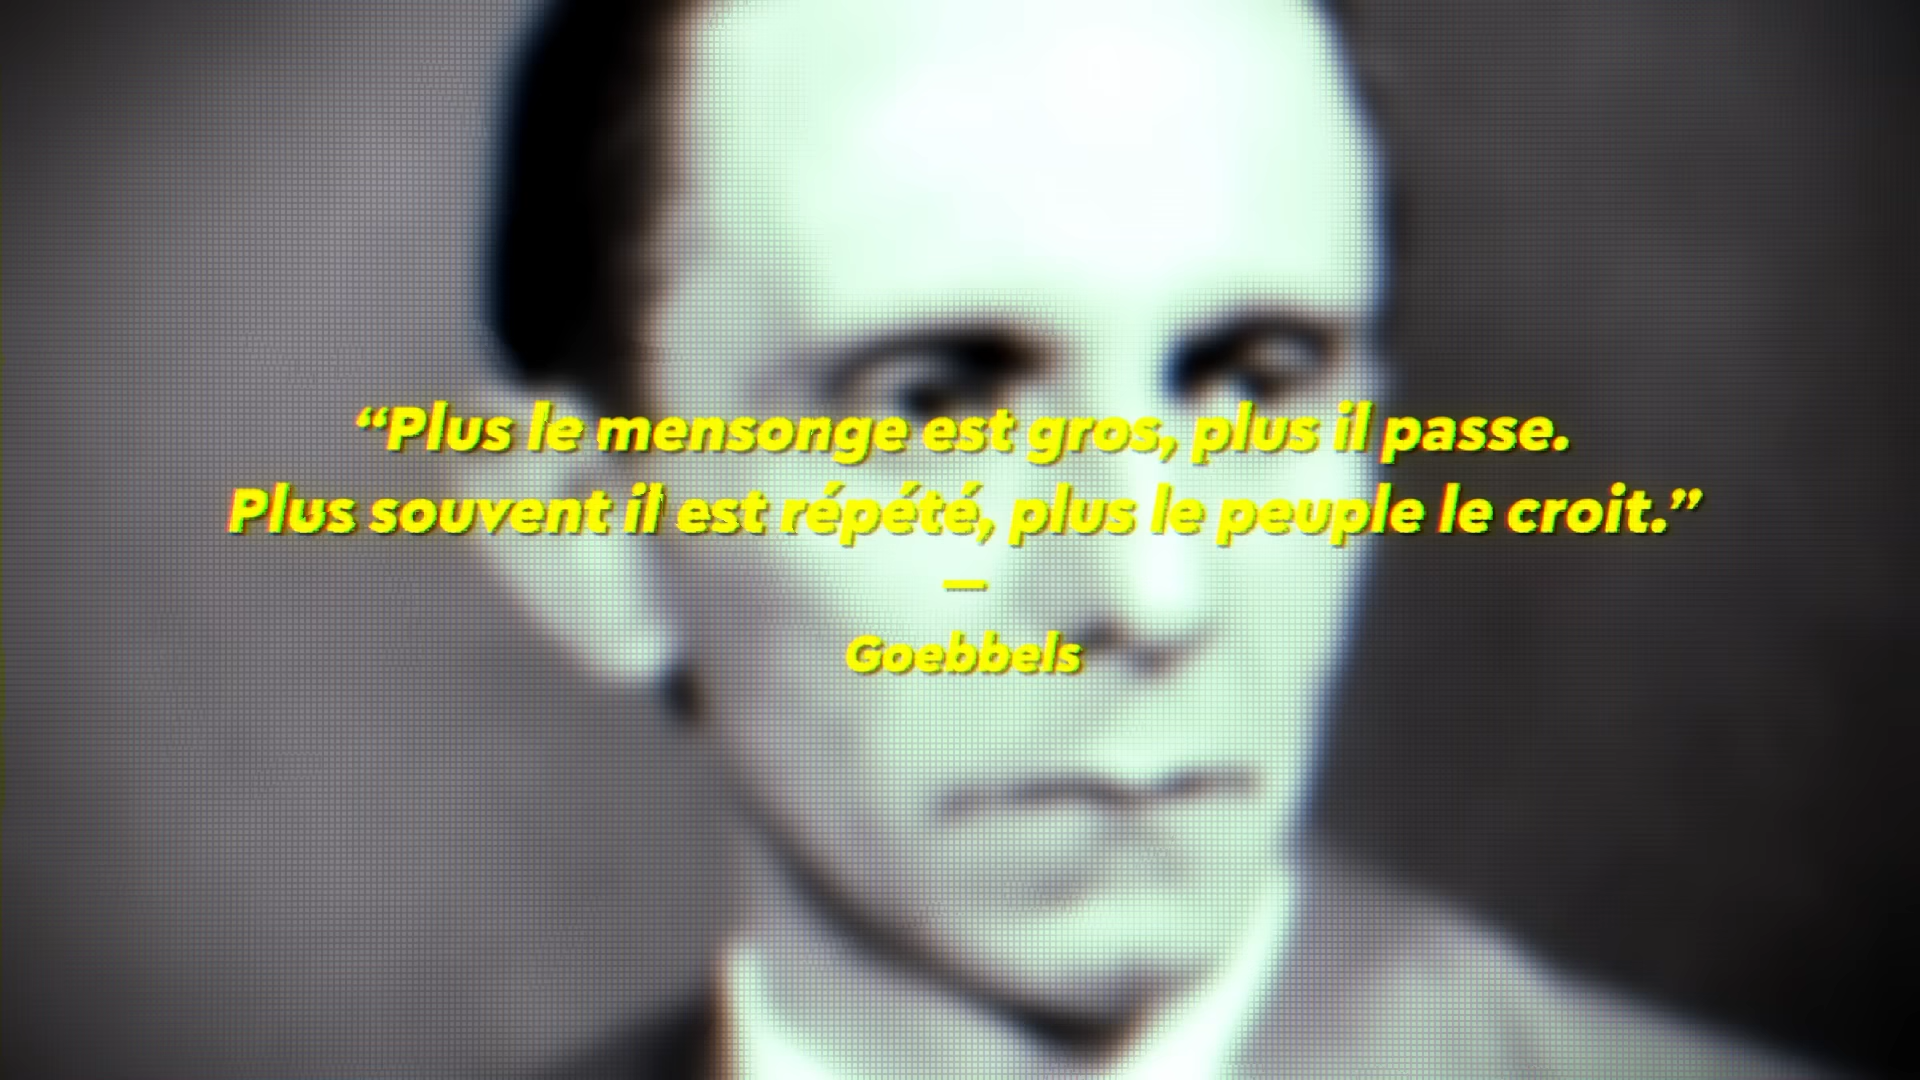 “Plus le mensonge est gros, plus il passe.
Plus souvent il est répété, plus le peuple le croit.”
—
Goebbels